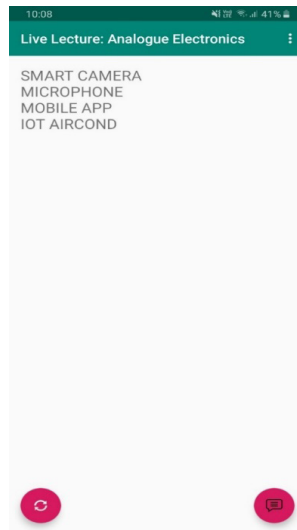 10:08 41%
Live Lecture: Analogue Electronics
SMART CAMERA
MICROPHONE
MOBILE APP
IOT AIRCOND